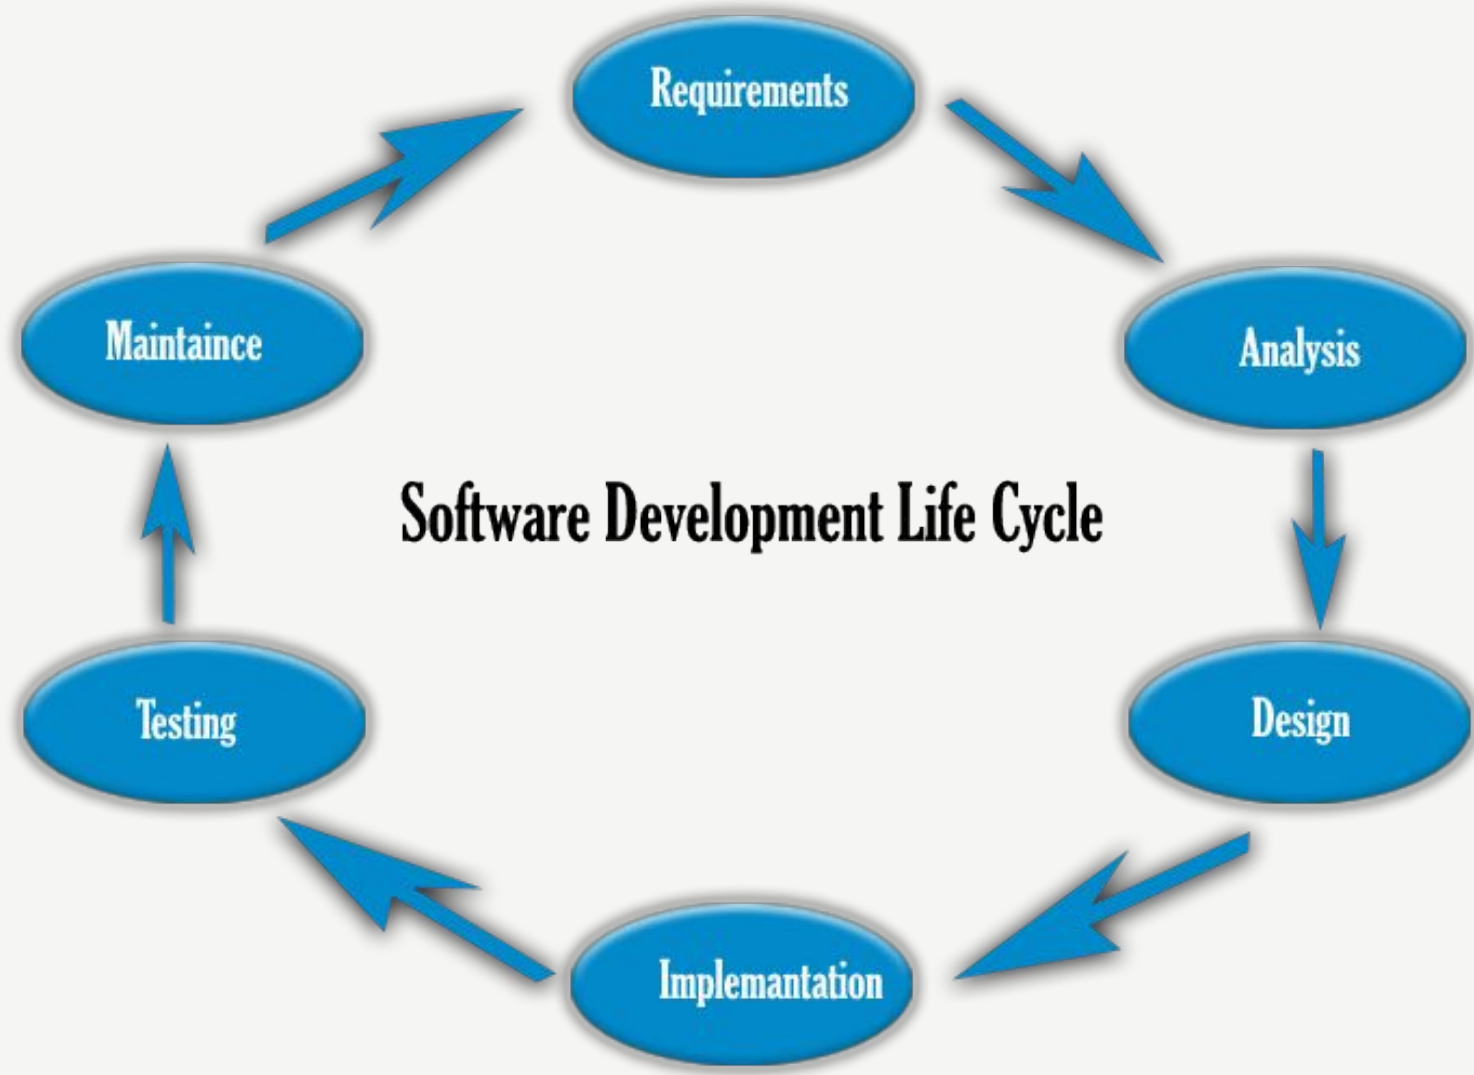 Requirements
Maintaince
Analysis
Software Development Life Cycle
Testing
Design
Implemantation